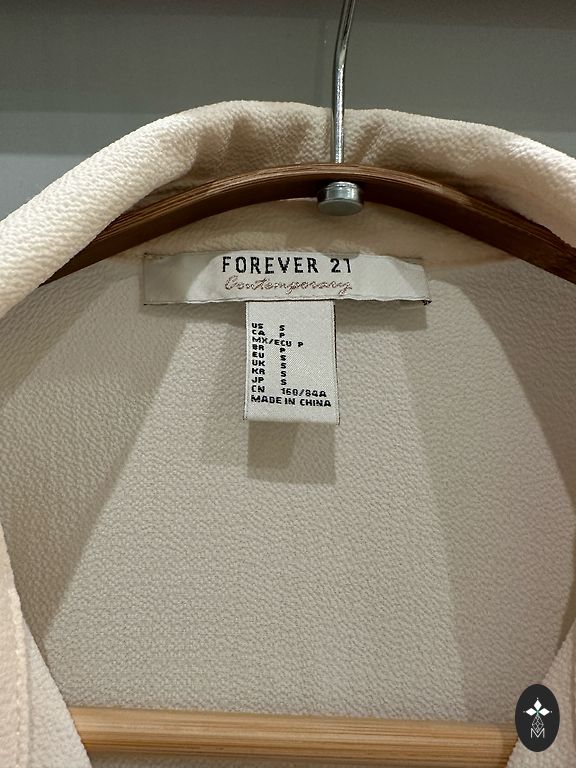 FOREVER 21
Contemporary
US S
CA P
MX/ECU P
BR P
EU S
UK S
KR S
JP S
CN 160/84A
MADE IN CHINA
M